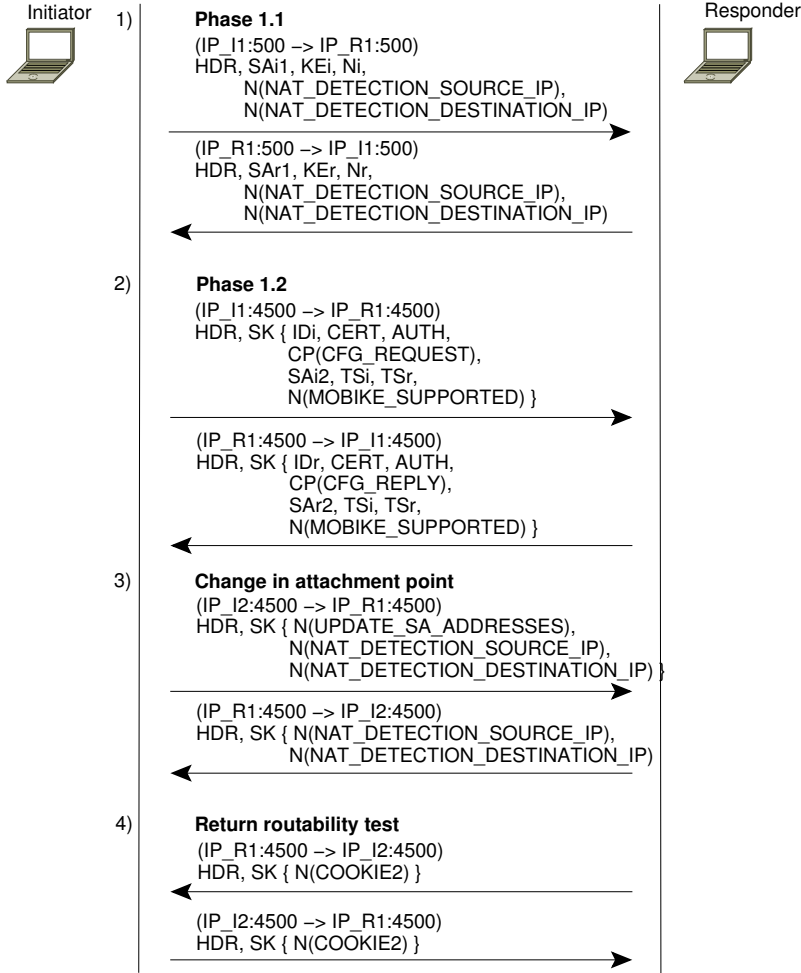 Initiator
Responder
1) Phase 1.1
(IP_I1:500 −> IP_R1:500)
HDR, SAi1, KEi, Ni,
N(NAT_DETECTION_SOURCE_IP),
N(NAT_DETECTION_DESTINATION_IP)
(IP_R1:500 −> IP_I1:500)
HDR, SAr1, KEr, Nr,
N(NAT_DETECTION_SOURCE_IP),
N(NAT_DETECTION_DESTINATION_IP)
2) Phase 1.2
(IP_I1:4500 −> IP_R1:4500)
HDR, SK { IDi, CERT, AUTH,
CP(CFG_REQUEST),
SAi2, TSi, TSr,
N(MOBIKE_SUPPORTED) }
(IP_R1:4500 −> IP_I1:4500)
HDR, SK { IDr, CERT, AUTH,
CP(CFG_REPLY),
SAr2, TSi, TSr,
N(MOBIKE_SUPPORTED) }
3) Change in attachment point
(IP_I2:4500 −> IP_R1:4500)
HDR, SK { N(UPDATE_SA_ADDRESSES),
N(NAT_DETECTION_SOURCE_IP),
N(NAT_DETECTION_DESTINATION_IP) }
(IP_R1:4500 −> IP_I2:4500)
HDR, SK { N(NAT_DETECTION_SOURCE_IP),
N(NAT_DETECTION_DESTINATION_IP)
4) Return routability test
(IP_R1:4500 −> IP_I2:4500)
HDR, SK { N(COOKIE2) }
(IP_I2:4500 −> IP_R1:4500)
HDR, SK { N(COOKIE2) }